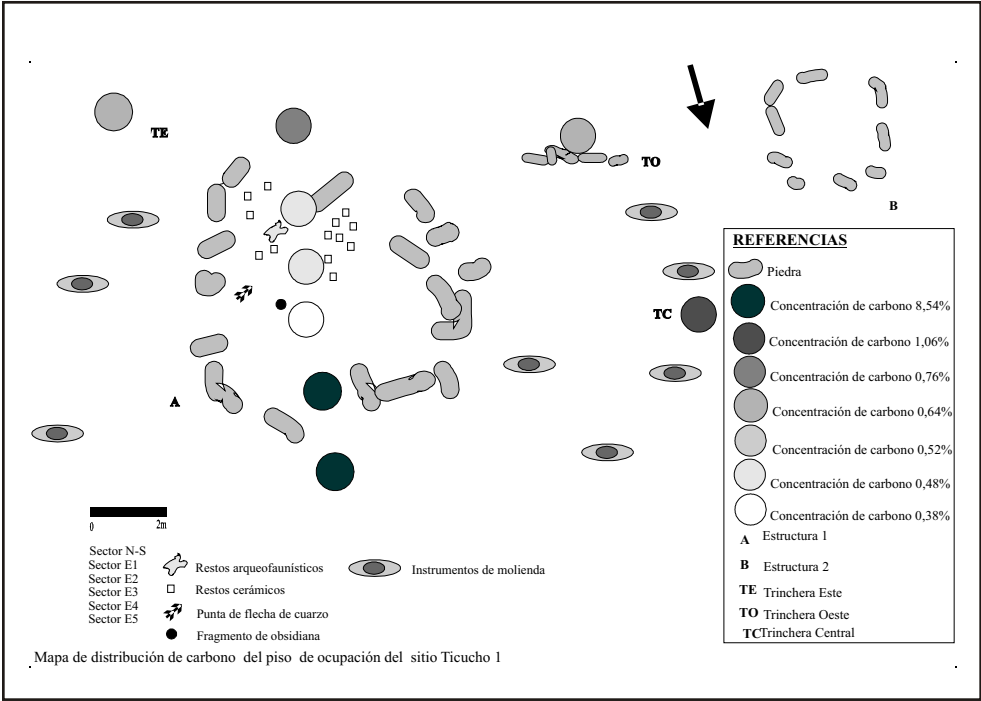 TE
TO
B
TC
A
REFERENCIAS
Piedra
Concentración de carbono 8,54%
Concentración de carbono 1,06%
Concentración de carbono 0,76%
Concentración de carbono 0,64%
Concentración de carbono 0,52%
Concentración de carbono 0,48%
Concentración de carbono 0,38%
A Estructura 1
B Estructura 2
TE Trinchera Este
TO Trinchera Oeste
TC Trinchera Central
0 2m
Sector N-S
Sector E1
Sector E2
Sector E3
Sector E4
Sector E5
Restos arqueofaunísticos
Restos cerámicos
Punta de flecha de cuarzo
Fragmento de obsidiana
Instrumentos de molienda
Mapa de distribución de carbono del piso de ocupación del sitio Ticucho 1